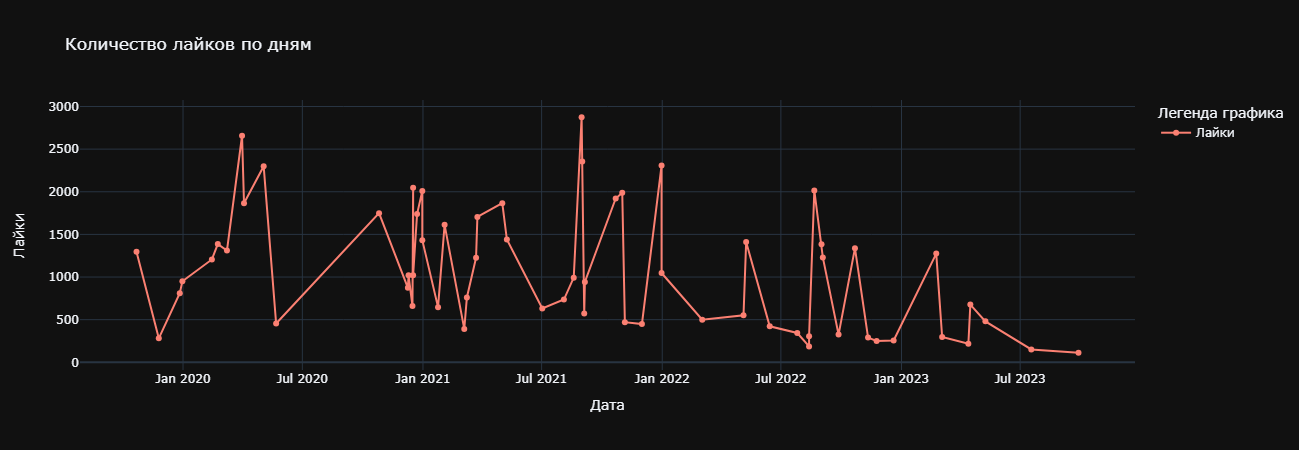 Количество лайков по дням
Легенда графика
Лайки
3000
2500
2000
1500
1000
500
0
Лайки
Jan 2020
Jul 2020
Jan 2021
Jul 2021
Jan 2022
Jul 2022
Jan 2023
Jul 2023
Дата